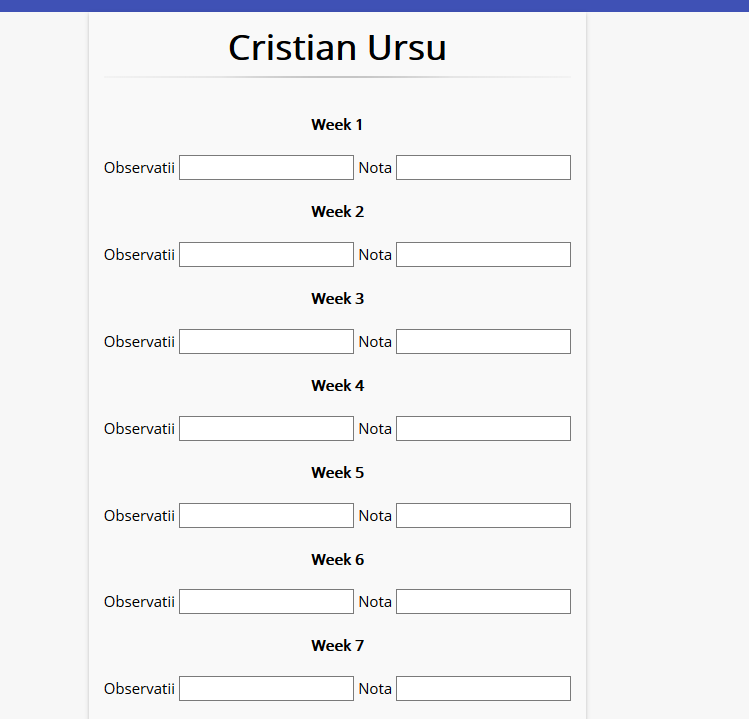 Cristian Ursu
Week 1
Observatii Nota
Week 2
Observatii Nota
Week 3
Observatii Nota
Week 4
Observatii Nota
Week 5
Observatii Nota
Week 6
Observatii Nota
Week 7
Observatii Nota